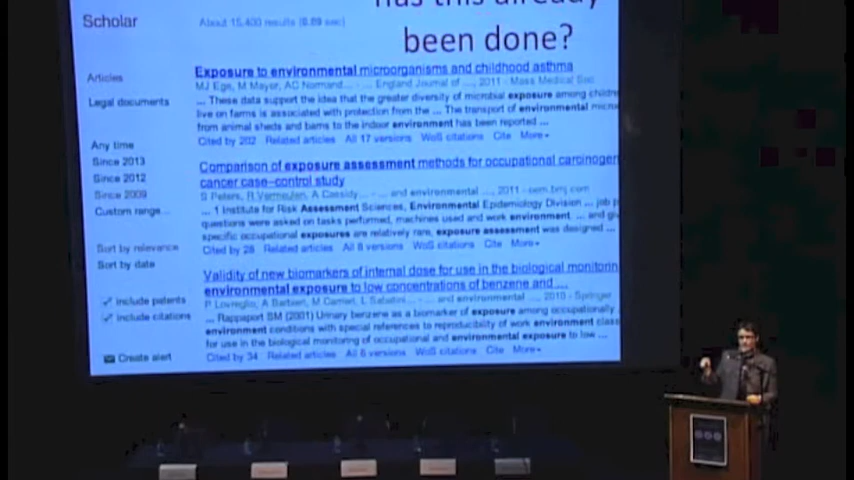 Has this already
been done?
Scholar
About 15,400 results (0.09 sec)
Articles
Legal documents
Any time
Since 2013
Since 2012
Since 2009
Custom range...
Sort by relevance
Sort by date
include patents
include citations
Create alert
Exposure to environmental microorganisms and childhood asthma
MJ Ege, M Mayer, AC Normand... - ... England Journal of ..., 2011 - Mass Medical Soc
... These data support the idea that the greater diversity of microbial exposure among childre
live on farms is associated with protection from the ... The transport of environmental micro
from animal sheds and barns to the indoor environment has been reported ...
Cited by 202 Related articles All 17 versions WoS citations Cite More
Comparison of exposure assessment methods for occupational carcinogen
cancer case–control study
S Peters, R Vermeulen, A Cassidy... - ... and environmental ..., 2011 - oem.bmj.com
... 1 Institute for Risk Assessment Sciences, Environmental Epidemiology Division ... job
questions were asked on tasks performed, machines used and work environment. ... and
specific occupational exposures are relatively rare, exposure assessment was designed ...
Cited by 28 Related articles All 8 versions WoS citations Cite More
Validity of new biomarkers of internal dose for use in the biological monitorin
environmental exposure to low concentrations of benzene and ...
P Lovreglio, A Barbieri, M Carrieri, L Sabatini... - ... and environmental ..., 2010 - Springer
... Rappaport SM (2001) Urinary benzene as a biomarker of exposure among occupationally
environment conditions with special references to reproducibility of work environment class
for use in the biological monitoring of occupational and environmental exposure to low ...
Cited by 34 Related articles All 6 versions WoS citations Cite More